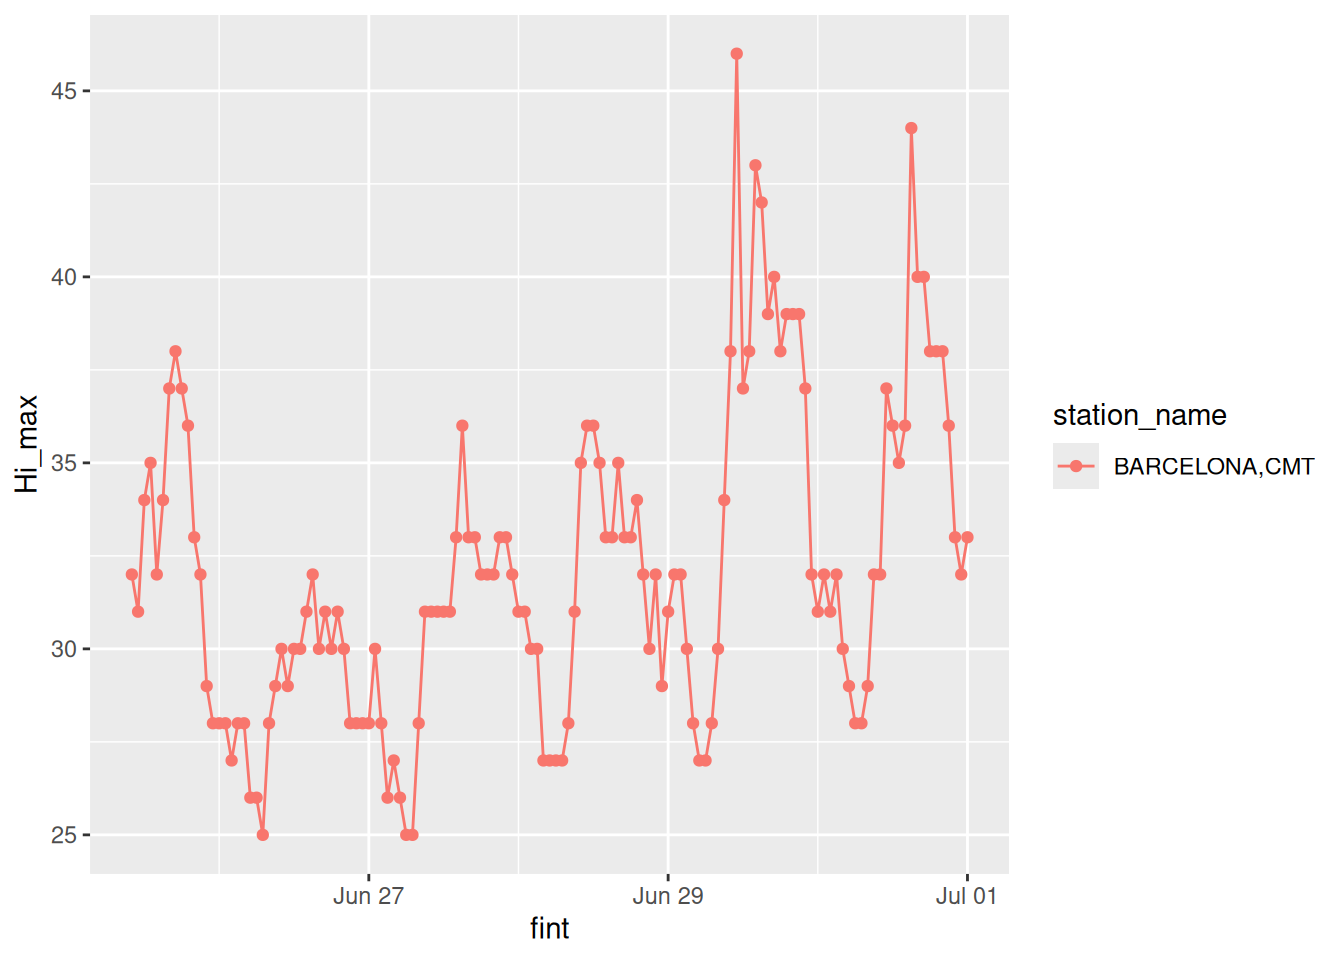 45
40
35
30
25
Hi_max
Jun 27
Jun 29
Jul 01
fint
station_name
BARCELONA,CMT